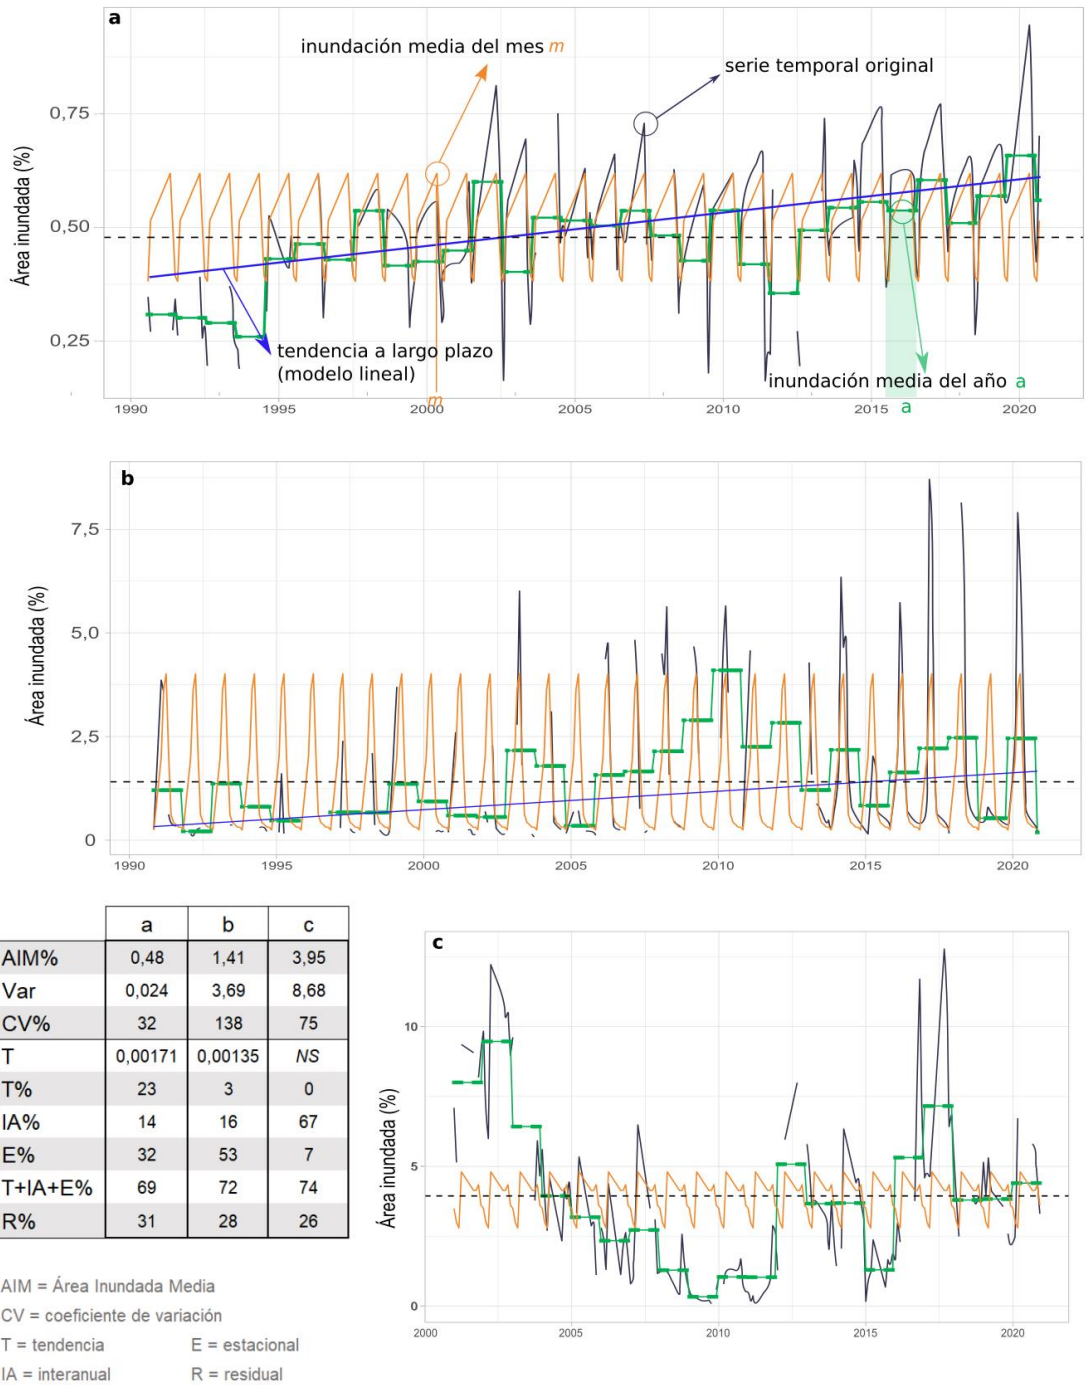 a
inundación media del mes m
serie temporal original
0,75
0,50
0,25
Área inundada (%)
tendencia a largo plazo
(modelo lineal)
inundación media del año a
m
a
1990 1995 2000 2005 2010 2015 2020
b
7,5
5,0
2,5
0
Área inundada (%)
1990 1995 2000 2005 2010 2015 2020
a b c
AIM% 0,48 1,41 3,95
Var 0,024 3,69 8,68
CV% 32 138 75
T 0,00171 0,00135 NS
T% 23 3 0
IA% 14 16 67
E% 32 53 7
T+IA+E% 69 72 74
R% 31 28 26
AIM = Área Inundada Media
CV = coeficiente de variación
T = tendencia E = estacional
IA = interanual R = residual
c
10
5
0
Área inundada (%)
2000 2005 2010 2015 2020